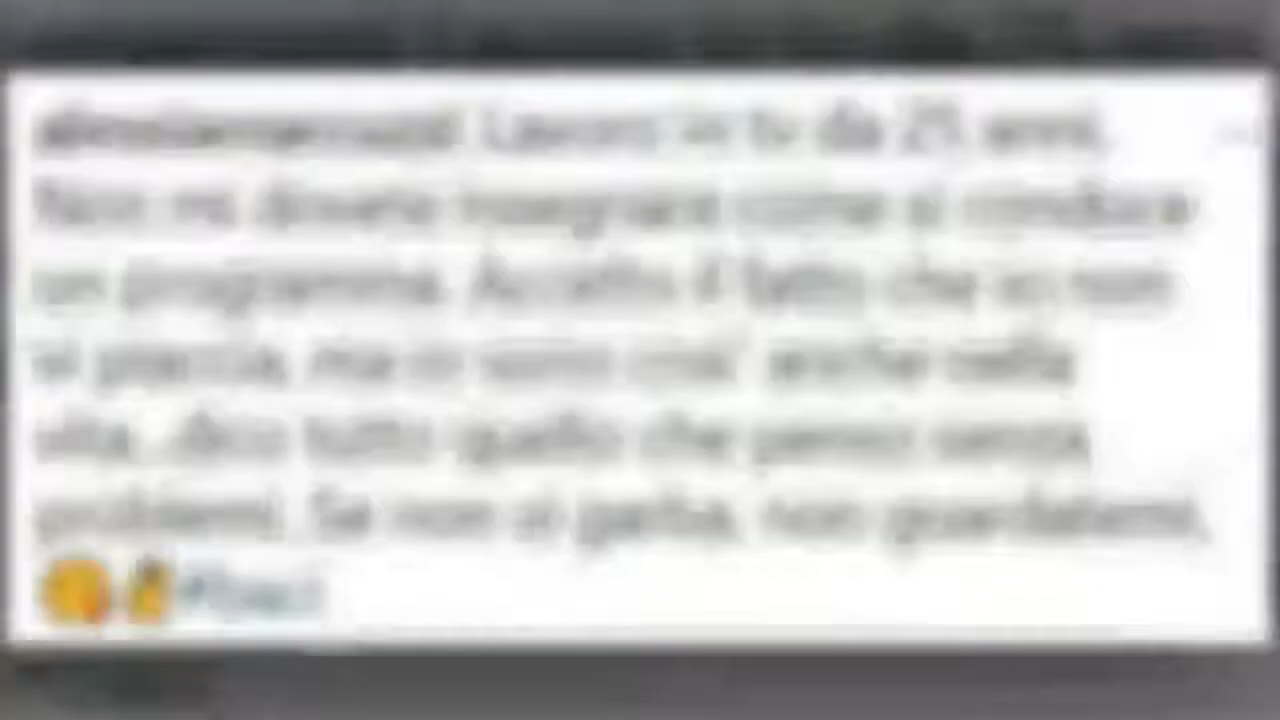 Lavoro in tv da 25 anni.
Non mi dovete insegnare come si conduce
un programma. Accetto il fatto che io non
vi piaccia, ma io sono così anche nella
vita, dico tutto quello che penso senza
problemi. Se non vi garba, non guardatemi.